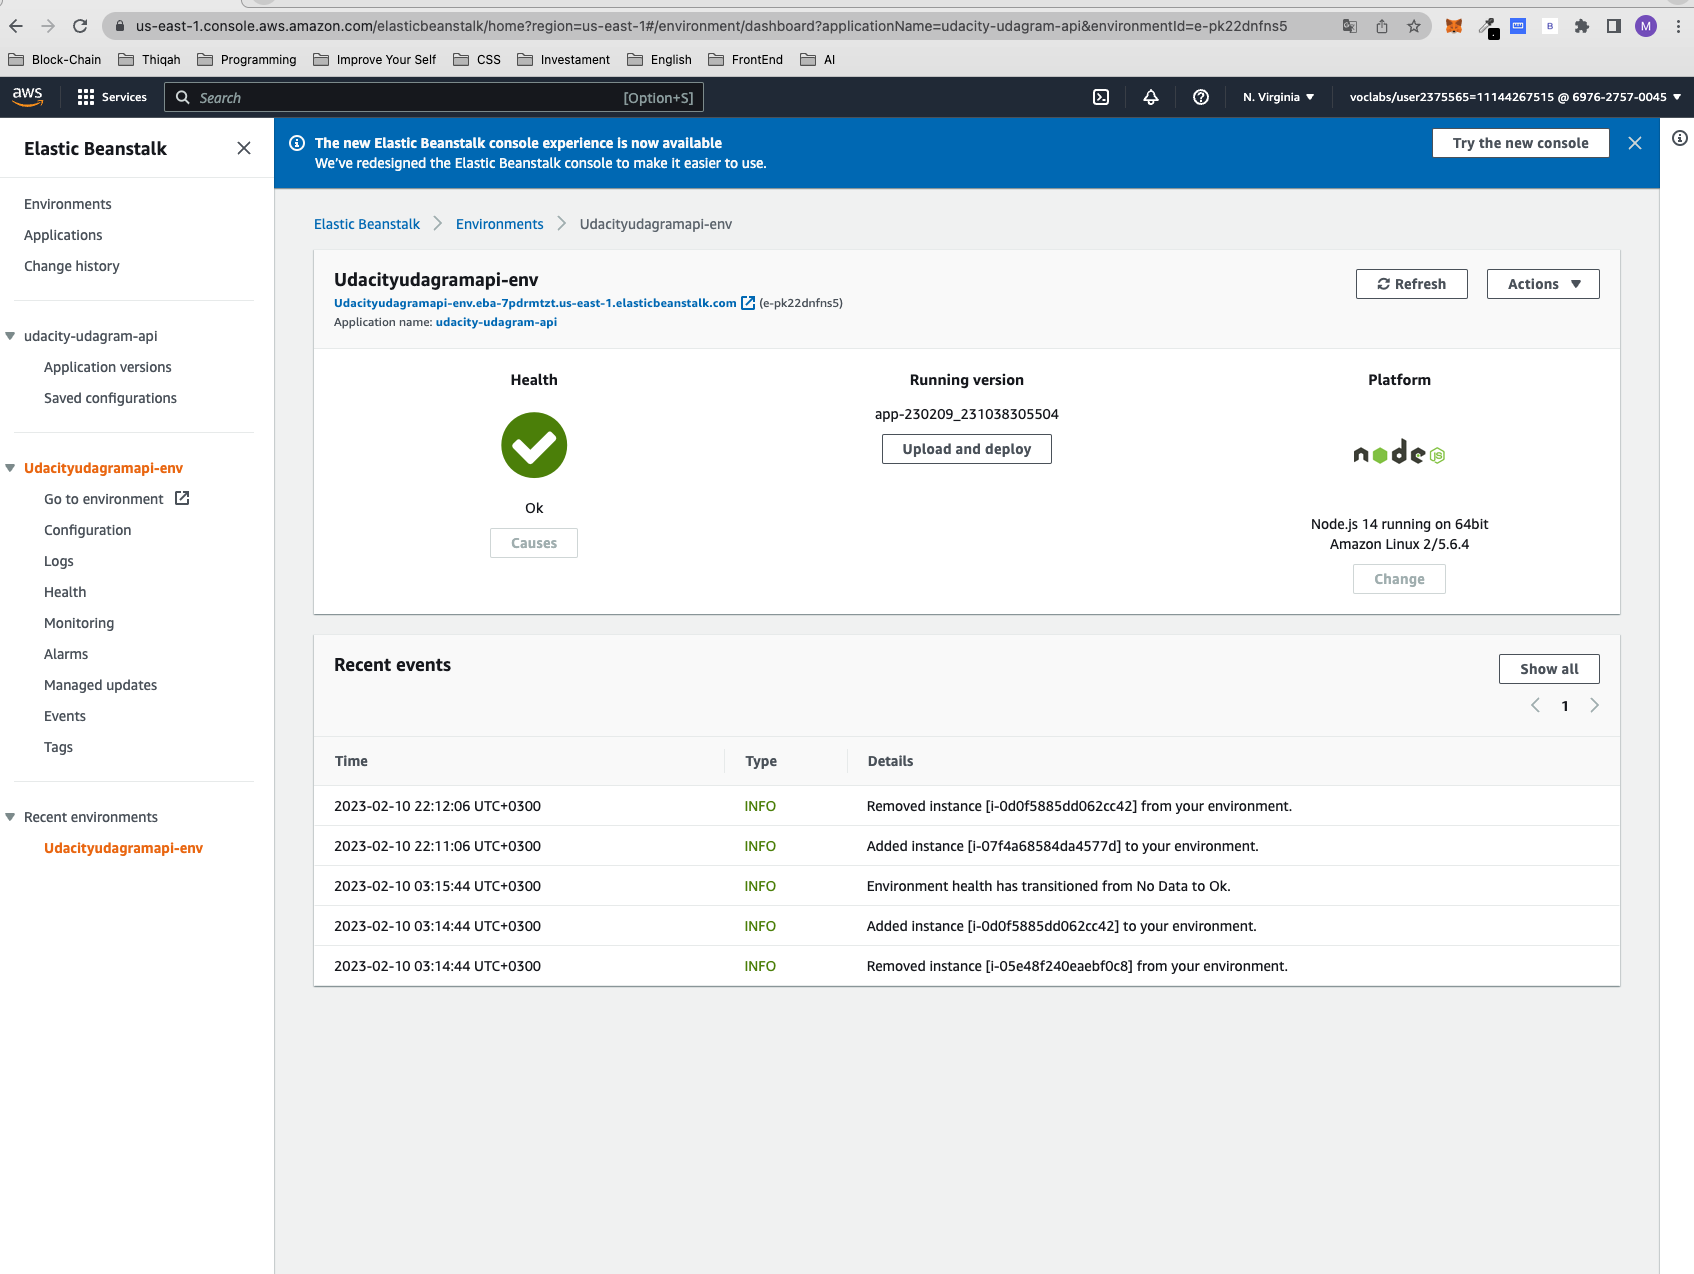 us-east-1.console.aws.amazon.com/elasticbeanstalk/home?region=us-east-1#/environment/dashboard?applicationName=udacity-udagram-api&environmentId=e-pk22dnfns5
B
M
Block-Chain
Thiqah
Programming
Improve Your Self
CSS
Investament
English
FrontEnd
AI
aws
Services
Search
[Option+S]
N. Virginia
voclabs/user2375565=11144267515 @ 6976-2757-0045
Elastic Beanstalk
Environments
Applications
Change history
udacity-udagram-api
Application versions
Saved configurations
Udacityudagramapi-env
Go to environment
Configuration
Logs
Health
Monitoring
Alarms
Managed updates
Events
Tags
Recent environments
Udacityudagramapi-env
The new Elastic Beanstalk console experience is now available
We've redesigned the Elastic Beanstalk console to make it easier to use.
Try the new console
Elastic Beanstalk
Environments
Udacityudagramapi-env
Udacityudagramapi-env
Udacityudagramapi-env.eba-7pdrmtzt.us-east-1.elasticbeanstalk.com (e-pk22dnfns5)
Application name: udacity-udagram-api
Refresh
Actions
Health
Ok
Causes
Running version
app-230209_231038305504
Upload and deploy
Platform
node
JS
Node.js 14 running on 64bit
Amazon Linux 2/5.6.4
Change
Recent events
Show all
1
Time Type Details
2023-02-10 22:12:06 UTC+0300 INFO Removed instance [i-0d0f5885dd062cc42] from your environment.
2023-02-10 22:11:06 UTC+0300 INFO Added instance [i-07f4a68584da4577d] to your environment.
2023-02-10 03:15:44 UTC+0300 INFO Environment health has transitioned from No Data to Ok.
2023-02-10 03:14:44 UTC+0300 INFO Added instance [i-0d0f5885dd062cc42] to your environment.
2023-02-10 03:14:44 UTC+0300 INFO Removed instance [i-05e48f240eaebf0c8] from your environment.